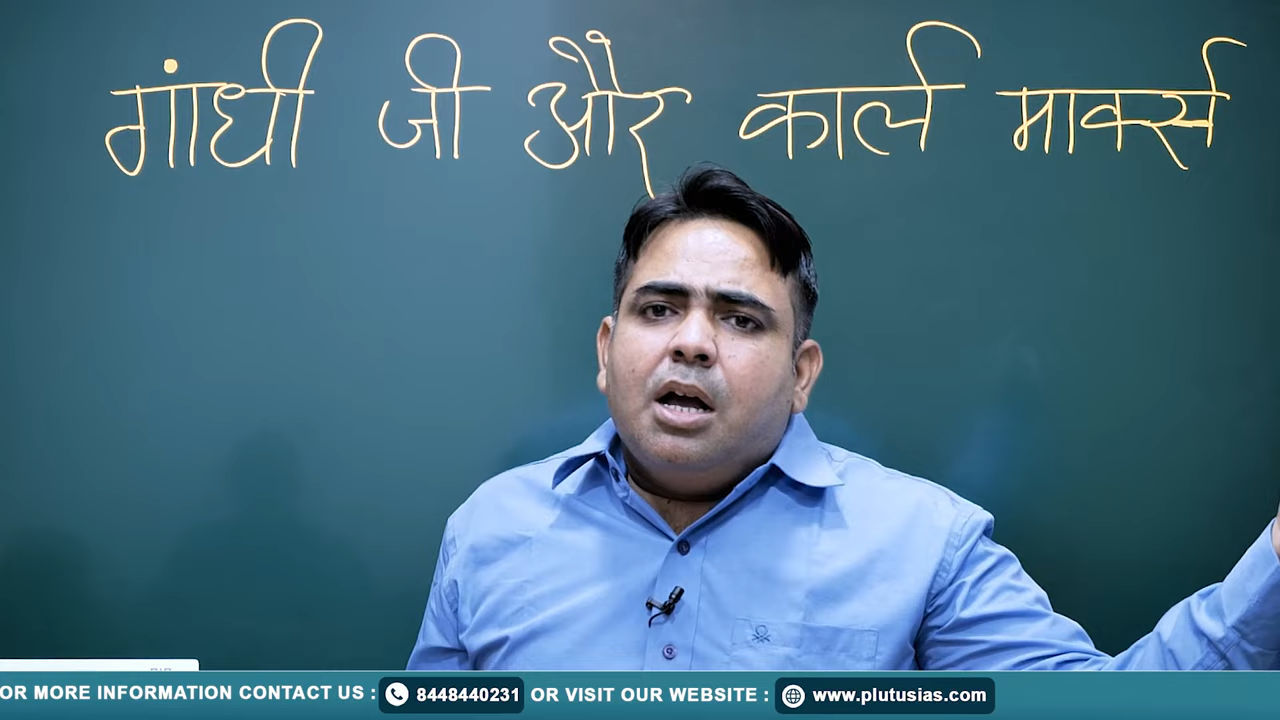 गांधी जी और कार्ल मार्क्स
OR MORE INFORMATION CONTACT US : 8448440231 OR VISIT OUR WEBSITE : www.plutusias.com